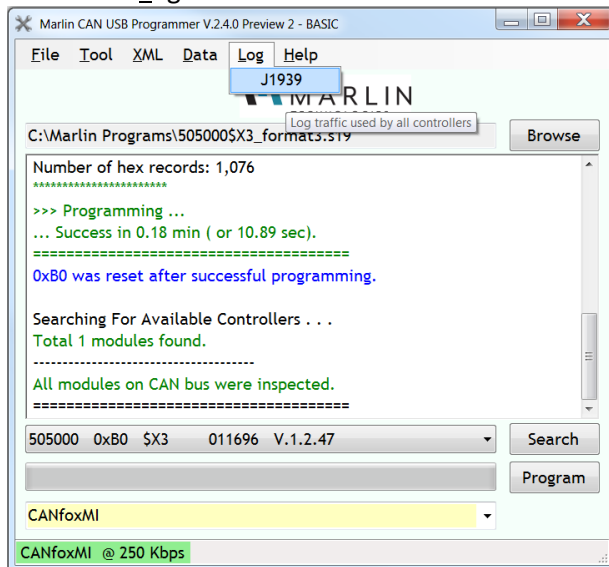 Marlin CAN USB Programmer V.2.4.0 Preview 2 - BASIC
File Tool XML Data Log Help
J1939
MARLIN
Log traffic used by all controllers
C:\Marlin Programs\505000$X3_format3.s19
Browse
Number of hex records: 1,076
***********************
>>> Programming ...
... Success in 0.18 min ( or 10.89 sec).
=====================================
0xB0 was reset after successful programming.
Searching For Available Controllers . . .
Total 1 modules found.
--------------------------------------
All modules on CAN bus were inspected.
=====================================
505000 0xB0 $X3 011696 V.1.2.47
Search
Program
CANfoxMI
CANfoxMI @ 250 Kbps